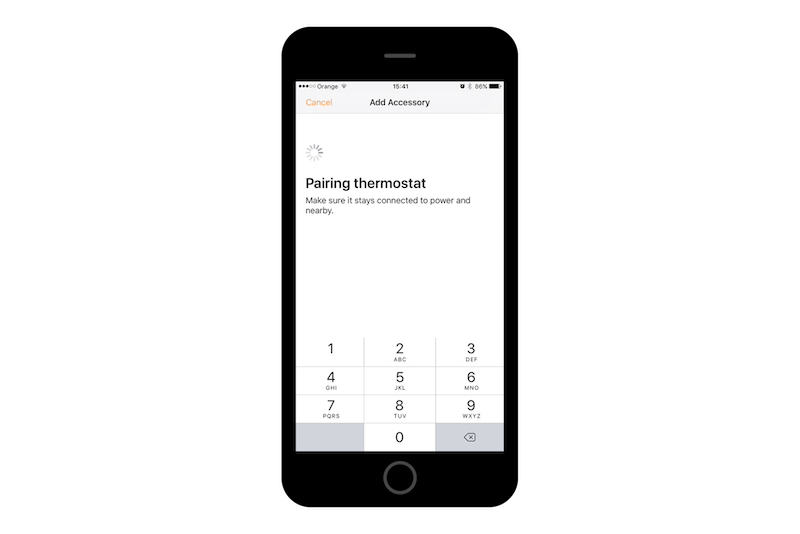 Orange 15:41 86%
Cancel Add Accessory
Pairing thermostat
Make sure it stays connected to power and
nearby.
1 2 3
ABC DEF
4 5 6
GHI JKL MNO
7 8 9
PQRS TUV WXYZ
0